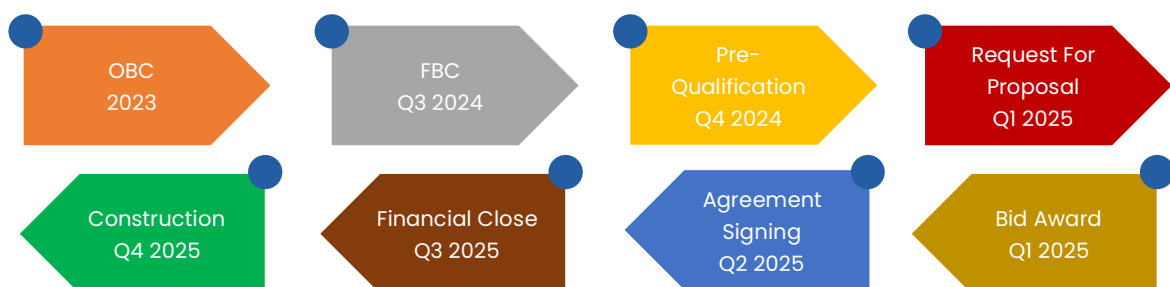 OBC
2023
FBC
Q3 2024
Pre-
Qualification
Q4 2024
Request For
Proposal
Q1 2025
Bid Award
Q1 2025
Agreement
Signing
Q2 2025
Financial Close
Q3 2025
Construction
Q4 2025